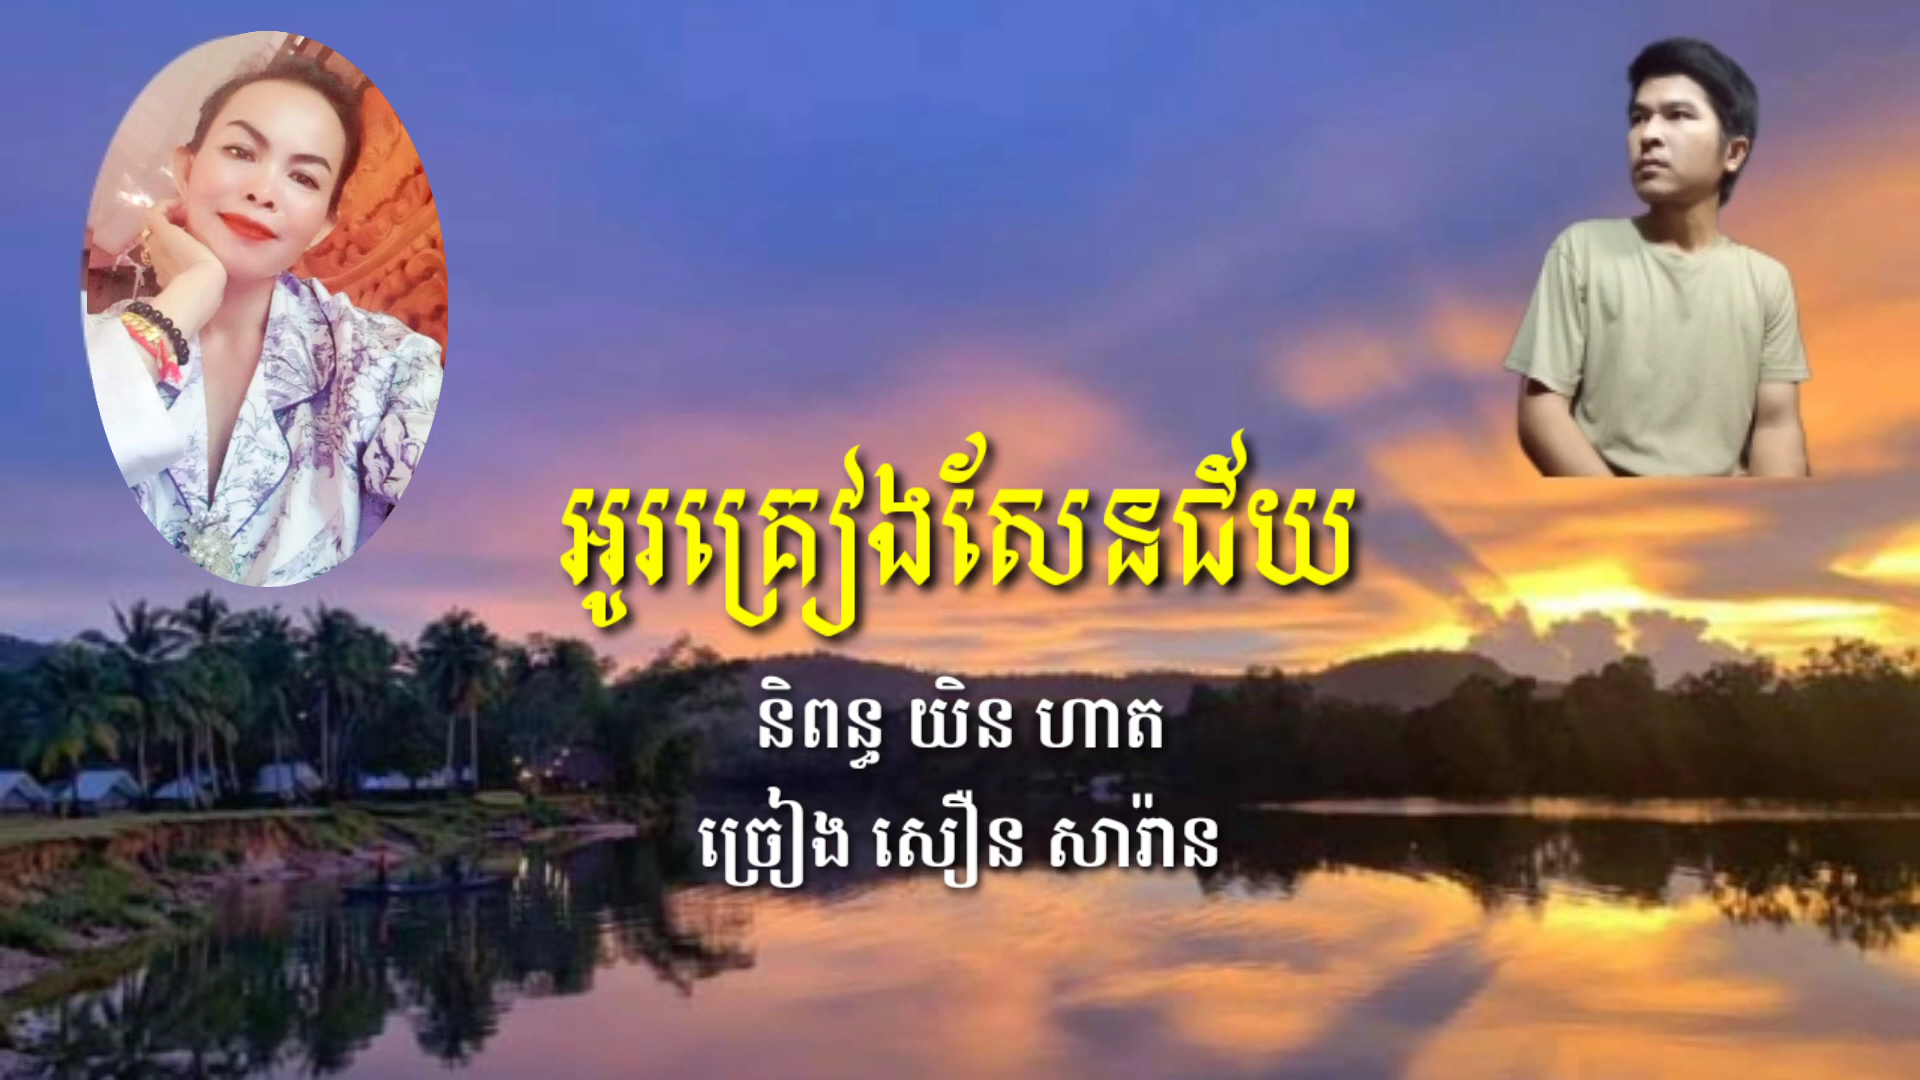 អូរគ្រៀងសែនជ័យ
និពន្ធ យិន ហាត
ច្រៀង សឿន សារ៉ាន